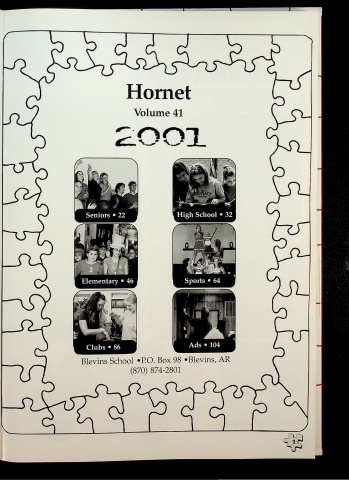 Hornet
Volume 41
2001
Seniors • 22
High School • 32
Elementary • 46
Sports • 64
Clubs • 86
Ads • 104
Blevins School •P.O. Box 98 •Blevins, AR
(870) 874-2801